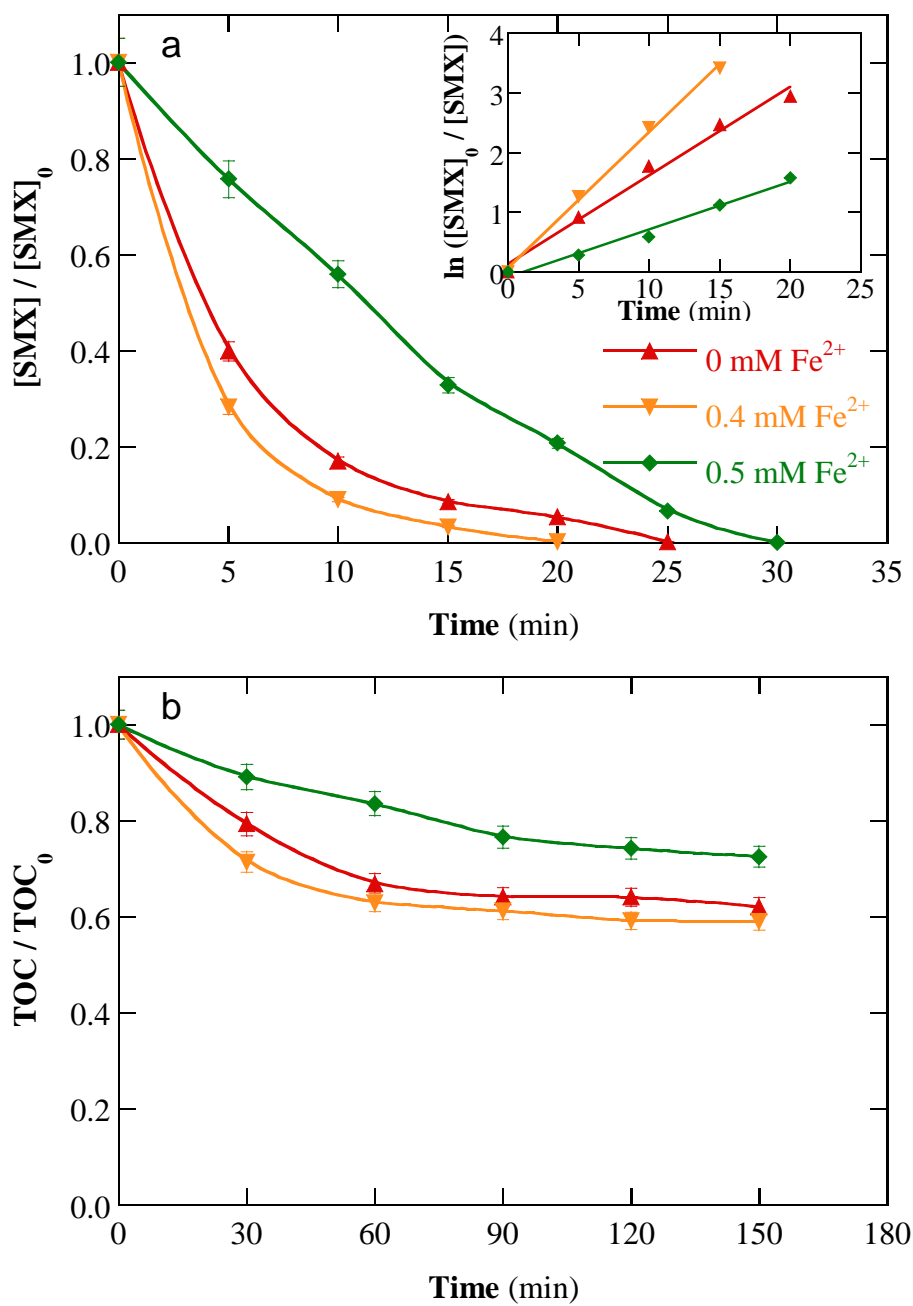 a
[SMX] / [SMX]0
1.0
0.8
0.6
0.4
0.2
0.0
0 5 10 15 20 25 30 35
Time (min)
ln ([SMX]0 / [SMX])
4
3
2
1
0
0 5 10 15 20 25
Time (min)
0 mM Fe2+
0.4 mM Fe2+
0.5 mM Fe2+
b
TOC / TOC0
1.0
0.8
0.6
0.4
0.2
0.0
0 30 60 90 120 150 180
Time (min)